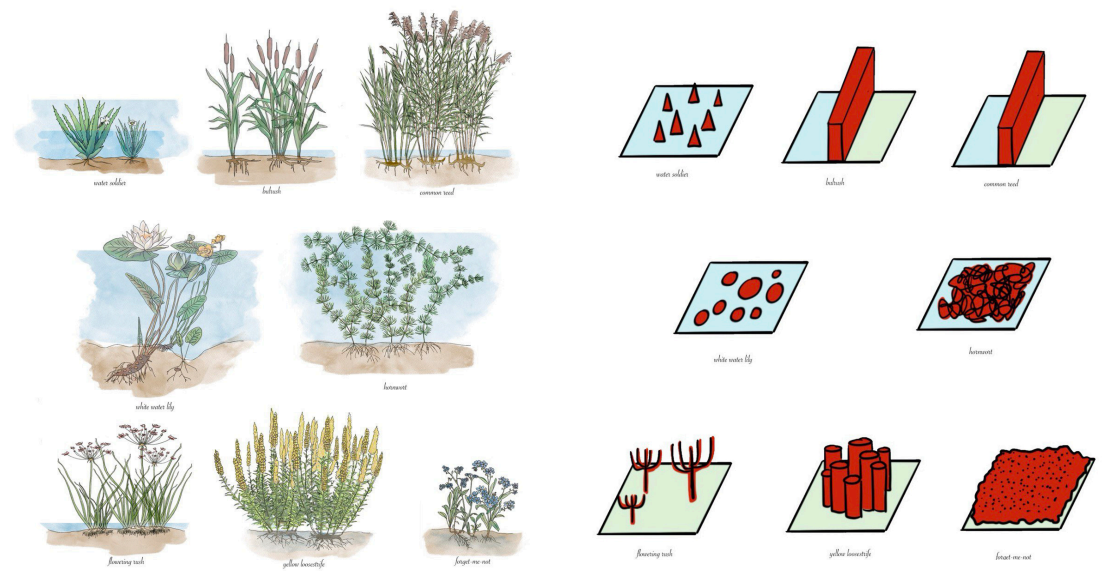 water soldier
bulrush
common reed
water soldier
bulrush
common reed
white water lily
hornwort
white water lily
hornwort
flowering rush
yellow loosestrife
forget-me-not
flowering rush
yellow loosestrife
forget-me-not